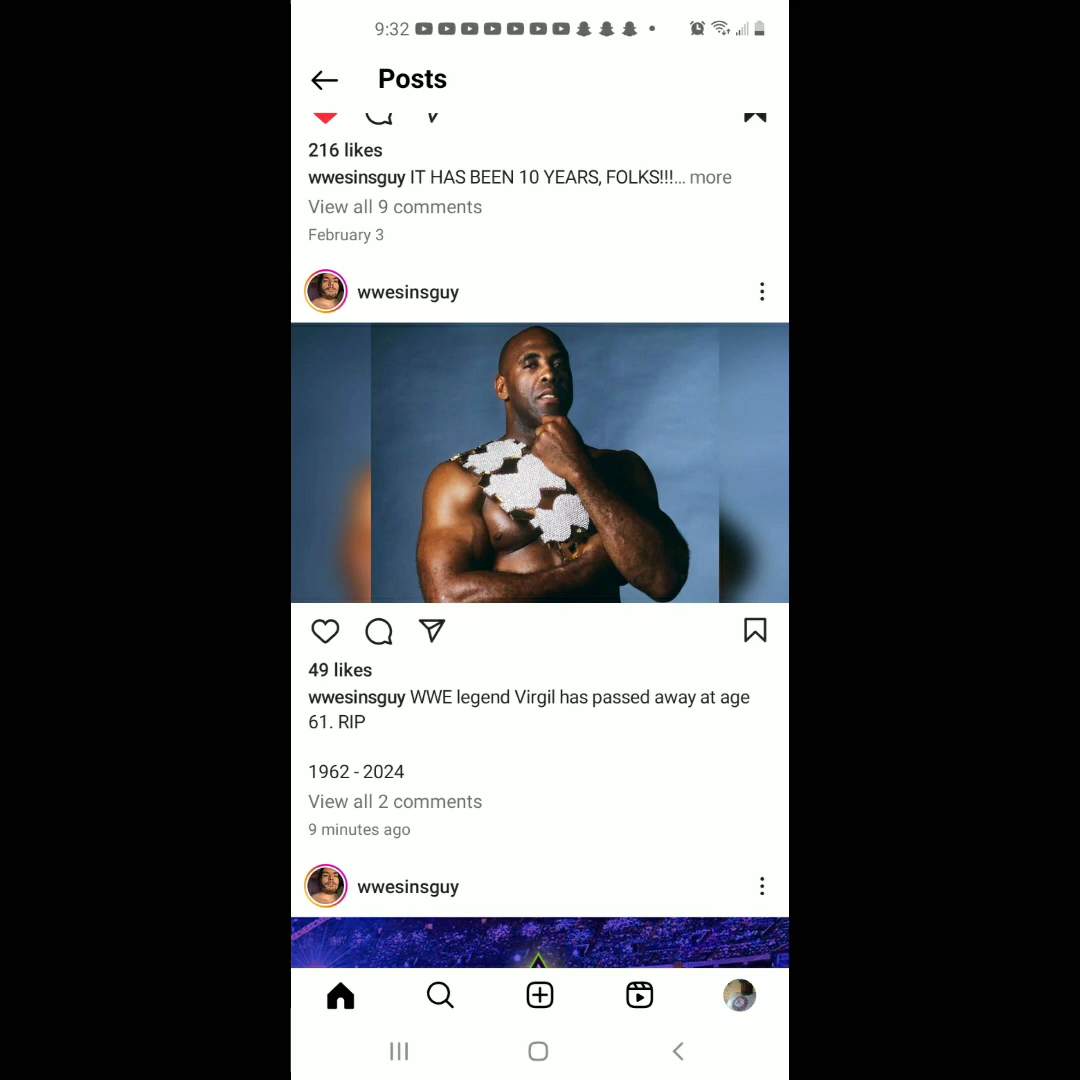 9:32
Posts
216 likes
wwesinsguy IT HAS BEEN 10 YEARS, FOLKS!!!... more
View all 9 comments
February 3
wwesinsguy
49 likes
wwesinsguy WWE legend Virgil has passed away at age
61. RIP
1962 - 2024
View all 2 comments
9 minutes ago
wwesinsguy